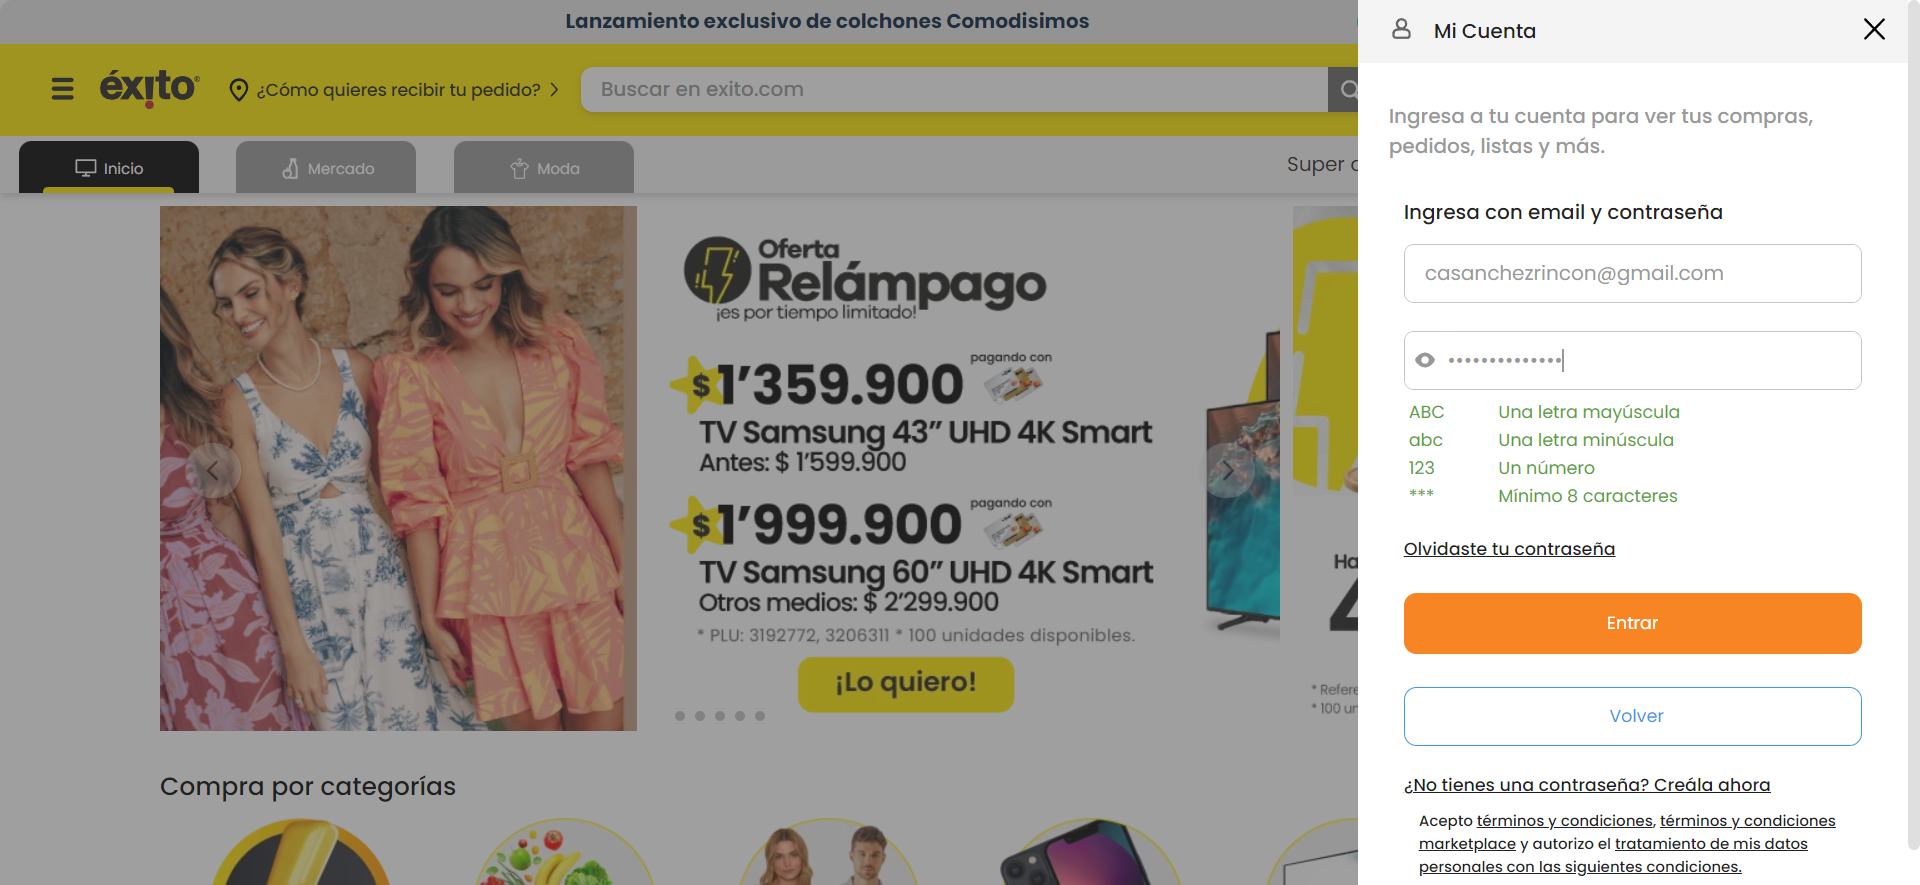 Lanzamiento exclusivo de colchones Comodisimos
éxito
¿Cómo quieres recibir tu pedido?
Buscar en exito.com
Inicio
Mercado
Moda
Super
Oferta
Relámpago
¡es por tiempo limitado!
$1'359.900
pagando con
TV Samsung 43” UHD 4K Smart
Antes: $ 1'599.900
$1'999.900
pagando con
TV Samsung 60” UHD 4K Smart
Otros medios: $ 2'299.900
* PLU: 3192772, 3206311 * 100 unidades disponibles.
¡Lo quiero!
* 100
Compra por categorías
Mi Cuenta
Ingresa a tu cuenta para ver tus compras,
pedidos, listas y más.
Ingresa con email y contraseña
casanchezrincon@gmail.com
••••••••••••••
ABC Una letra mayúscula
abc Una letra minúscula
123 Un número
*** Mínimo 8 caracteres
Olvidaste tu contraseña
Entrar
Volver
¿No tienes una contraseña? Creála ahora
Acepto términos y condiciones, términos y condiciones
marketplace y autorizo el tratamiento de mis datos
personales con las siguientes condiciones.